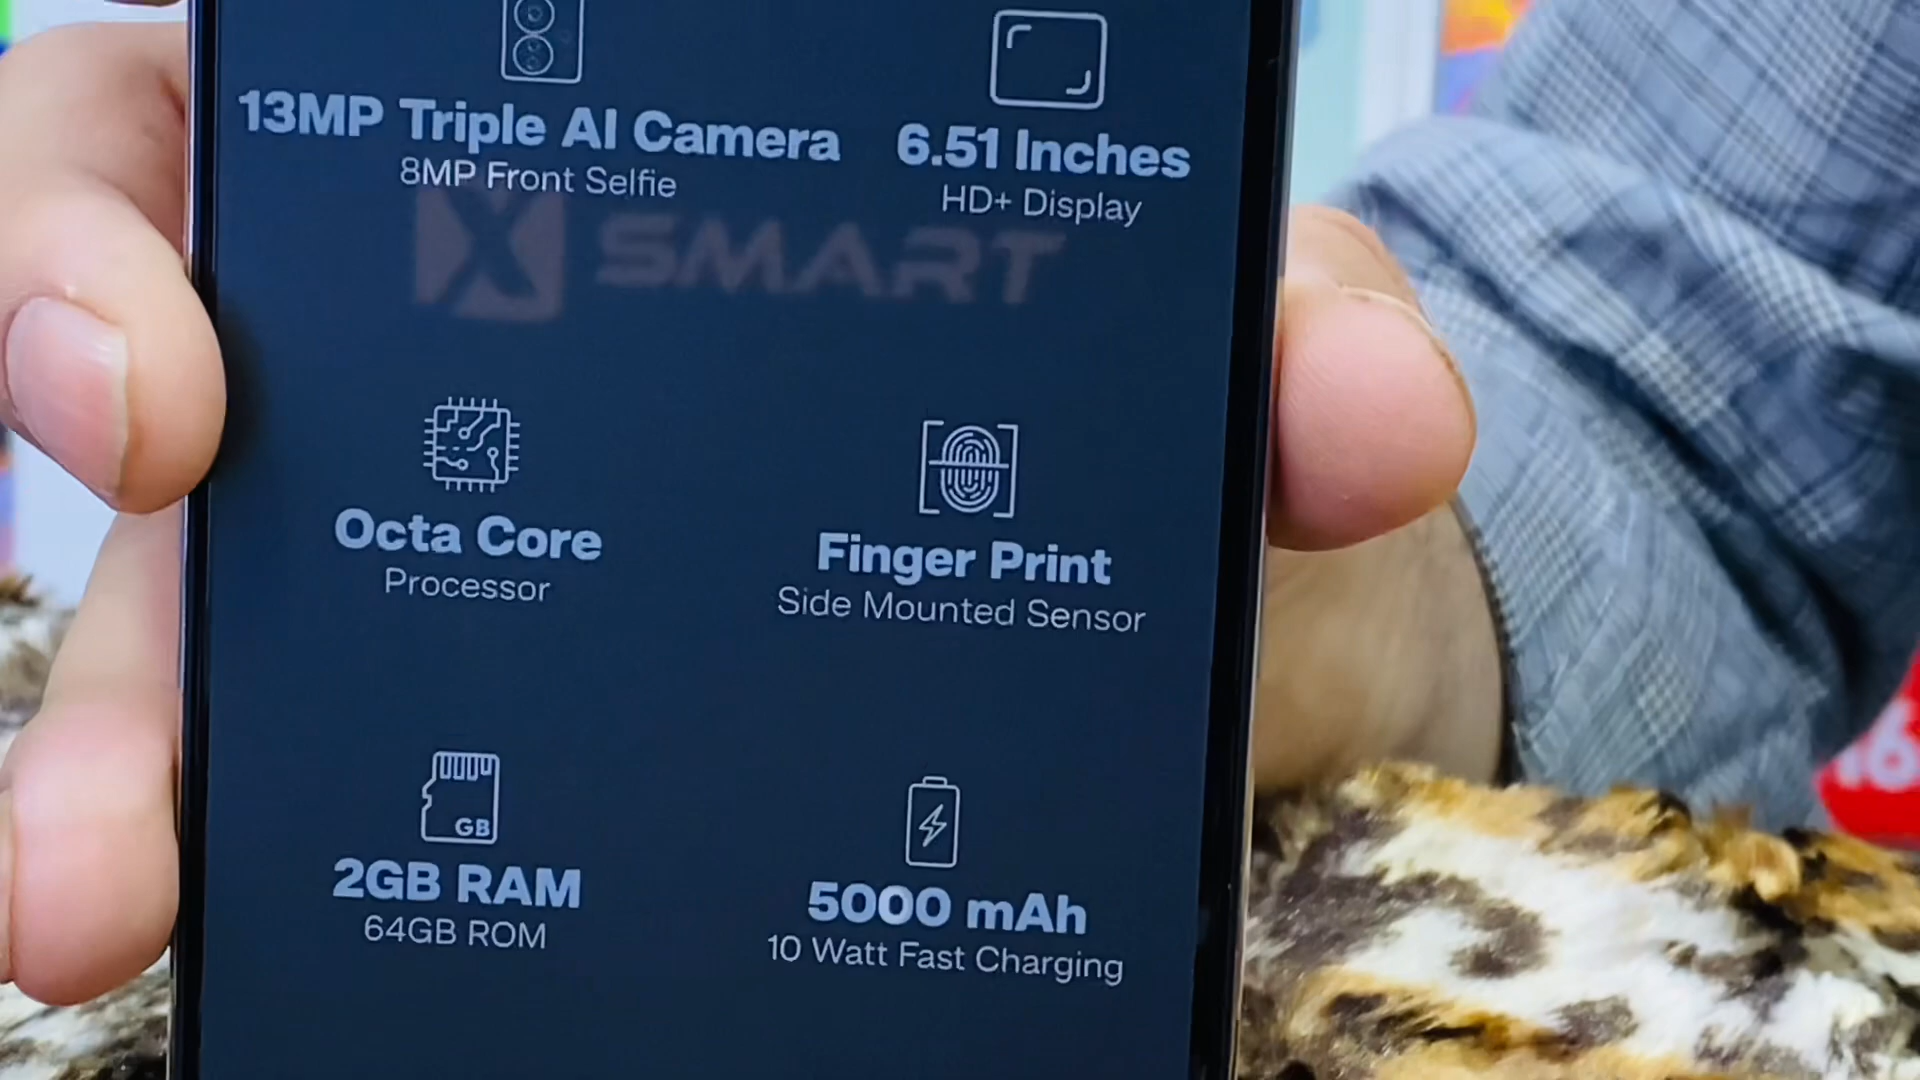 13MP Triple AI Camera
8MP Front Selfie
6.51 Inches
HD+ Display
X SMART
Octa Core
Processor
Finger Print
Side Mounted Sensor
GB
2GB RAM
64GB ROM
5000 mAh
10 Watt Fast Charging
16